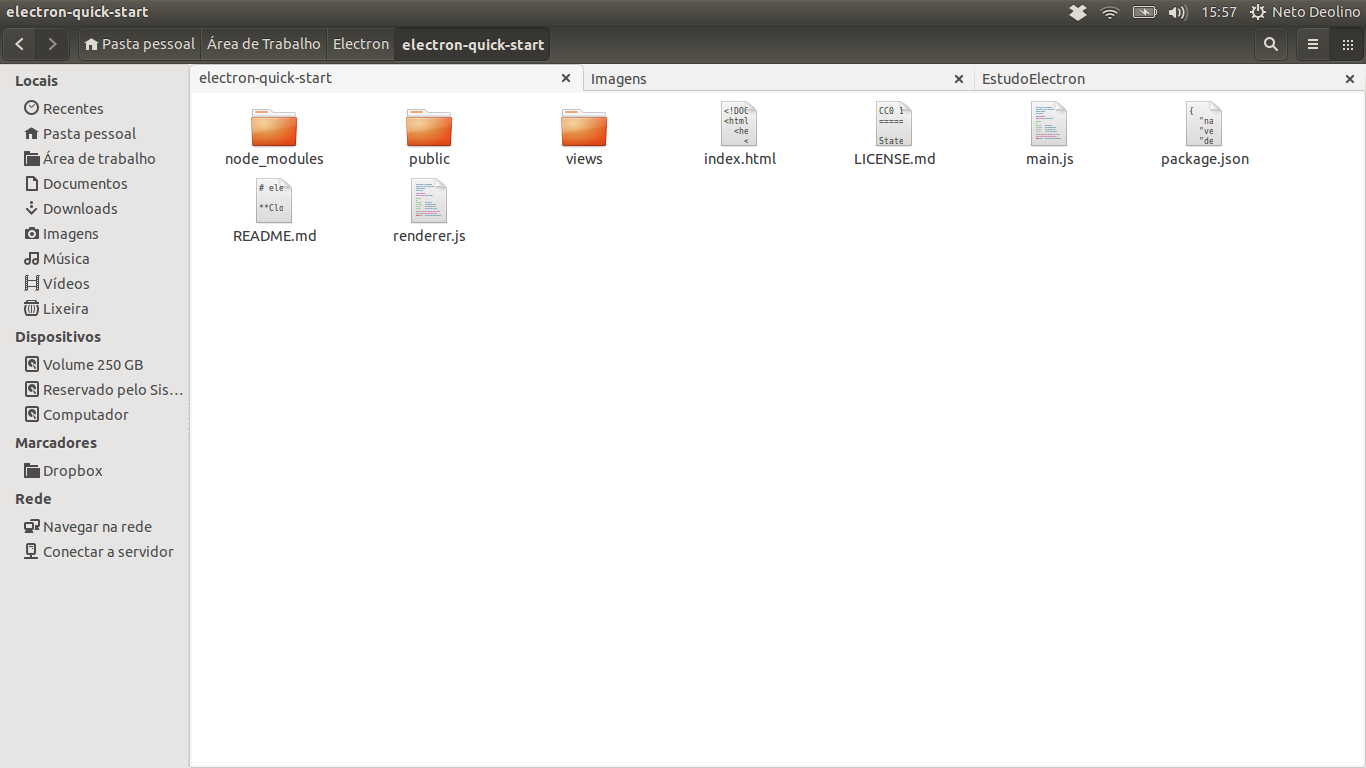 electron-quick-start
15:57 Neto Deolino
Pasta pessoal Área de Trabalho Electron electron-quick-start
Locais
Recentes
Pasta pessoal
Área de trabalho
Documentos
Downloads
Imagens
Música
Vídeos
Lixeira
Dispositivos
Volume 250 GB
Reservado pelo Sis…
Computador
Marcadores
Dropbox
Rede
Navegar na rede
Conectar a servidor
electron-quick-start Imagens EstudoElectron
<!DOC
<html
<he
<
CC0 1
=====
State
{
"na
"ve
"de
node_modules public views index.html LICENSE.md main.js package.json
# ele
**Clo
README.md renderer.js